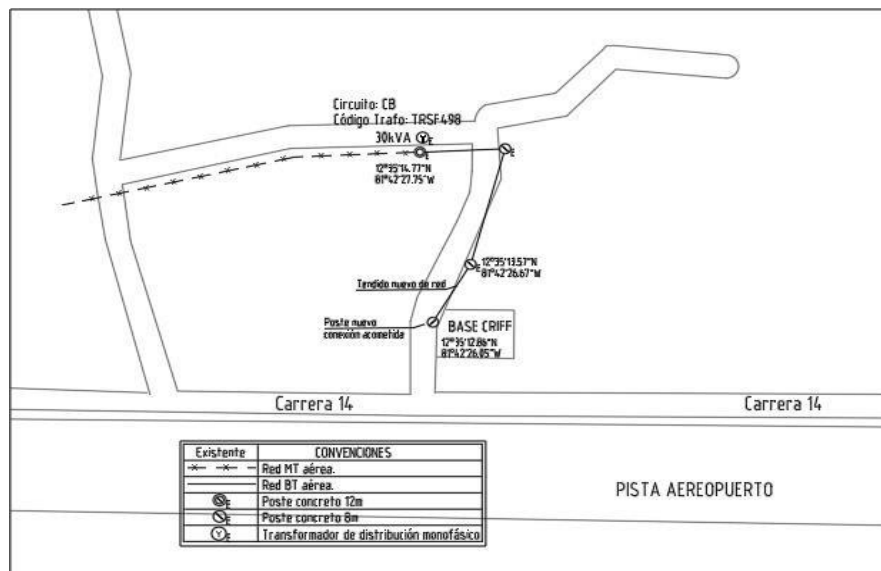 Circuito: CB
Código Trafo: TRSF498
30kVA
E
E
E
12°35'14.77"N
81°42'27.75"W
E
12°35'13.57"N
81°42'26.67"W
Tendido nuevo de red
Poste nuevo
conexión acometida
BASE CRIFF
12°35'12.86"N
81°42'26.05"W
Carrera 14
Carrera 14
Existente CONVENCIONES
Red MT aérea.
Red BT aérea.
E Poste concreto 12m
E Poste concreto 8m
Y E Transformador de distribución monofásico
PISTA AEREOPUERTO